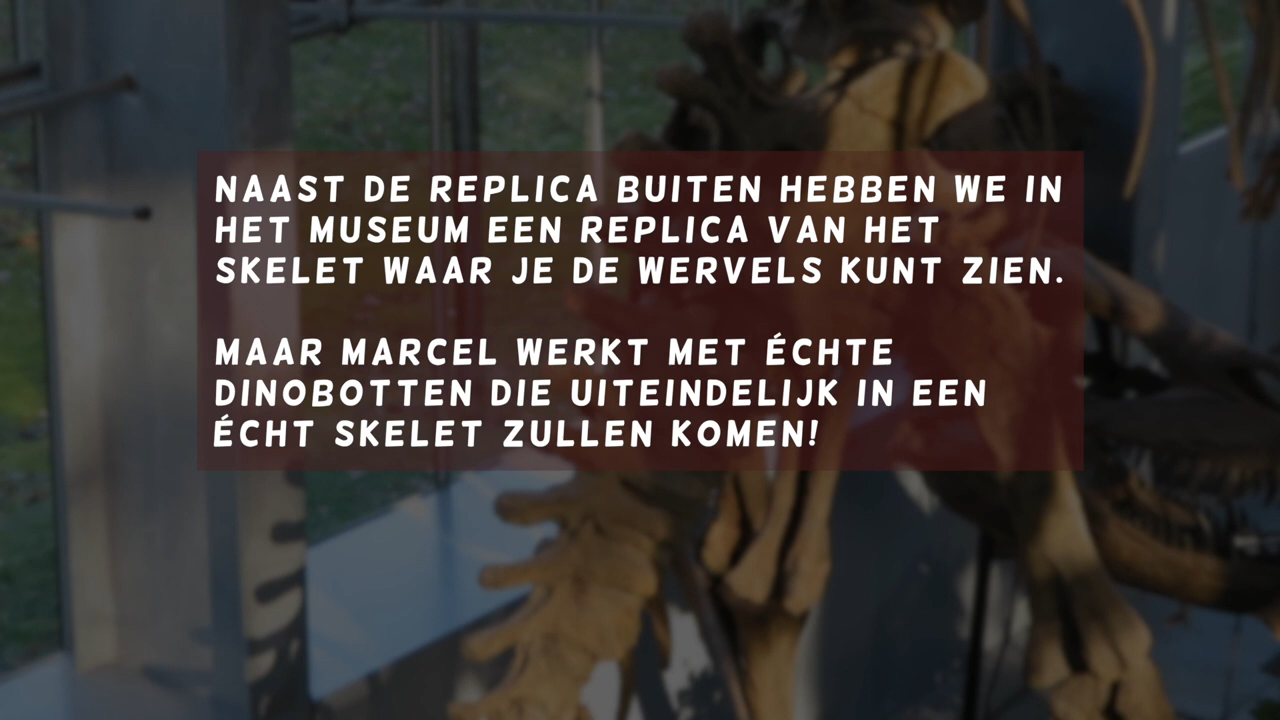 NAAST DE REPLICA BUITEN HEBBEN WE IN
HET MUSEUM EEN REPLICA VAN HET
SKELET WAAR JE DE WERVELS KUNT ZIEN.
MAAR MARCEL WERKT MET ÉCHTE
DINOBOTTEN DIE UITEINDELIJK IN EEN
ÉCHT SKELET ZULLEN KOMEN!